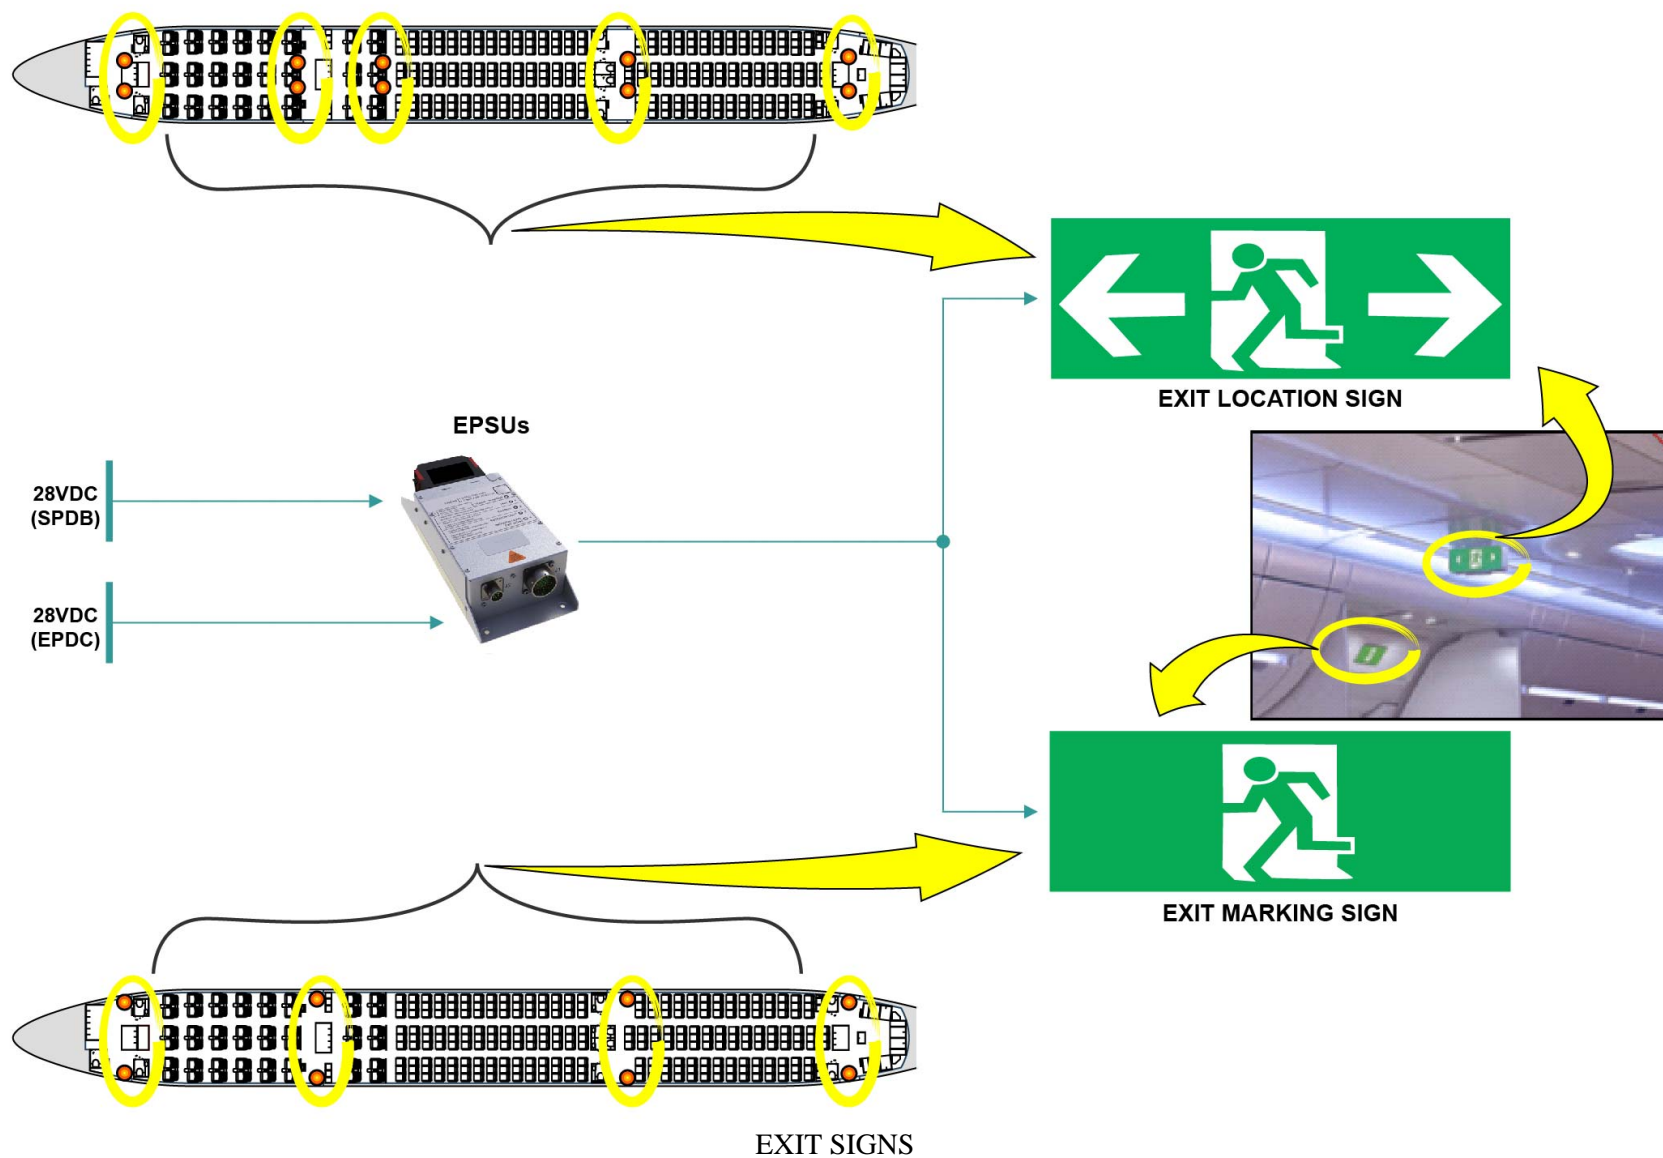 EXIT LOCATION SIGN
EPSUs
28VDC
(SPDB)
28VDC
(EPDC)
EXIT MARKING SIGN
EXIT SIGNS